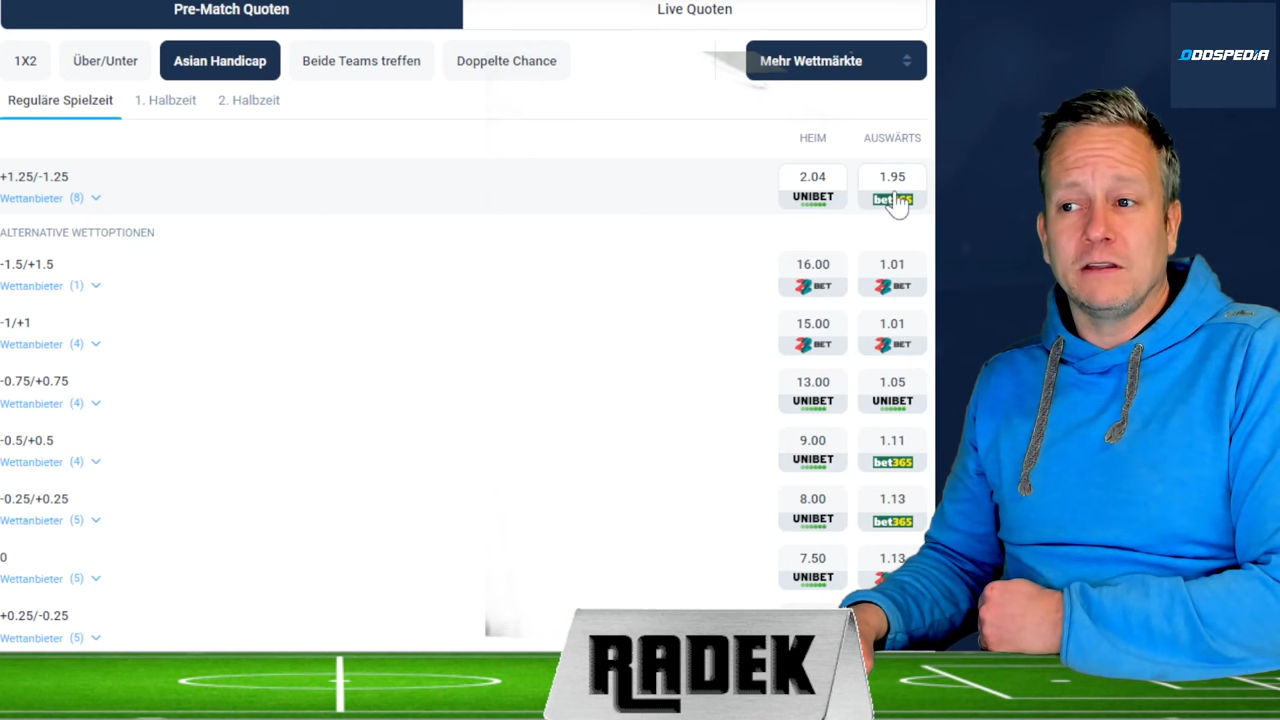 Pre-Match Quoten Live Quoten
1X2 Über/Unter Asian Handicap Beide Teams treffen Doppelte Chance Mehr Wettmärkte
ODDSPEDIA
Reguläre Spielzeit 1. Halbzeit 2. Halbzeit
HEIM AUSWÄRTS
+1.25/-1.25 2.04 1.95
Wettanbieter (8) UNIBET bet365
ALTERNATIVE WETTOPTIONEN
-1.5/+1.5 16.00 1.01
Wettanbieter (1) 22BET 22BET
-1/+1 15.00 1.01
Wettanbieter (4) 22BET 22BET
-0.75/+0.75 13.00 1.05
Wettanbieter (4) UNIBET UNIBET
-0.5/+0.5 9.00 1.11
Wettanbieter (4) UNIBET bet365
-0.25/+0.25 8.00 1.13
Wettanbieter (5) UNIBET bet365
0 7.50 1.13
Wettanbieter (5) UNIBET
+0.25/-0.25
Wettanbieter (5)
RADEK